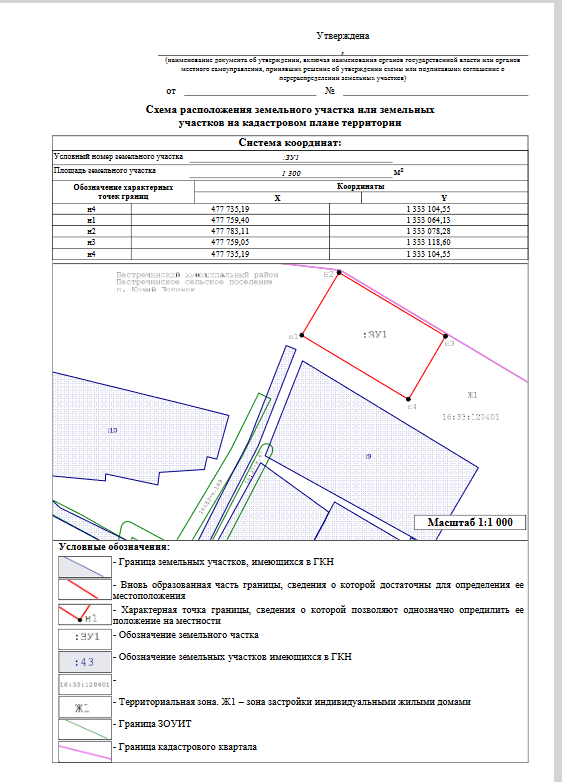 Утверждена
,
(наименование документа об утверждении, включая наименования органов государственной власти или органов
местного самоуправления, принявших решение об утверждении схемы или подписавших соглашение о
перераспределении земельных участков)
от №
Схема расположения земельного участка или земельных
участков на кадастровом плане территории
Система координат:
Условный номер земельного участка :ЗУ1
Площадь земельного участка 1 300 м²
Обозначение характерных точек границ Координаты
X Y
н4 477 735,19 1 333 104,55
н1 477 759,40 1 333 064,13
н2 477 783,11 1 333 078,28
н3 477 759,05 1 333 118,60
н4 477 735,19 1 333 104,55
Пестречинский муниципальный район
Пестречинское сельское поселение
п.
н2
н1
:ЗУ1
н3
н4
Ж1
16:33:120401
:10
:9
Масштаб 1:1 000
Условные обозначения:
- Граница земельных участков, имеющихся в ГКН
- Вновь образованная часть границы, сведения о которой достаточны для определения ее
местоположения
н1 - Характерная точка границы, сведения о которой позволяют однозначно опредилить ее
положение на местности
:ЗУ1 - Обозначение земельного частка
:43 - Обозначение земельных участков имеющихся в ГКН
16:33:120401 -
Ж1 - Территориальная зона. Ж1 – зона застройки индивидуальными жилыми домами
- Граница ЗОУИТ
- Граница кадастрового квартала